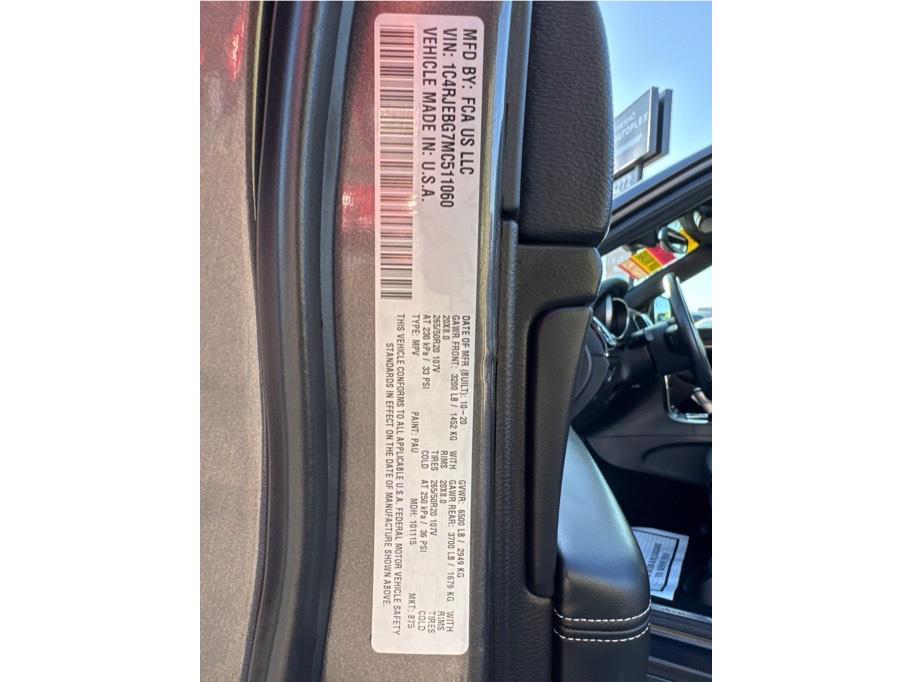 MFD BY: FCA US LLC
VIN: 1C4RJEBG7MC511060
VEHICLE MADE IN: U.S.A.
DATE OF MFR (BUILT): 10-20 GVWR: 6500 LB / 2949 KG
GAWR FRONT: 3200 LB / 1452 KG WITH GAWR REAR: 3700 LB / 1679 KG WITH
20X8.0 RIMS 20X8.0 RIMS
265/50R20 107V TIRES 265/50R20 107V TIRES
AT 230 kPa / 33 PSI COLD AT 250 kPa / 36 PSI COLD
TYPE: MPV PAINT: PAU MDH: 101115 MKT: 875
THIS VEHICLE CONFORMS TO ALL APPLICABLE U.S.A. FEDERAL MOTOR VEHICLE SAFETY
STANDARDS IN EFFECT ON THE DATE OF MANUFACTURE SHOWN ABOVE.
AUTOPLEX